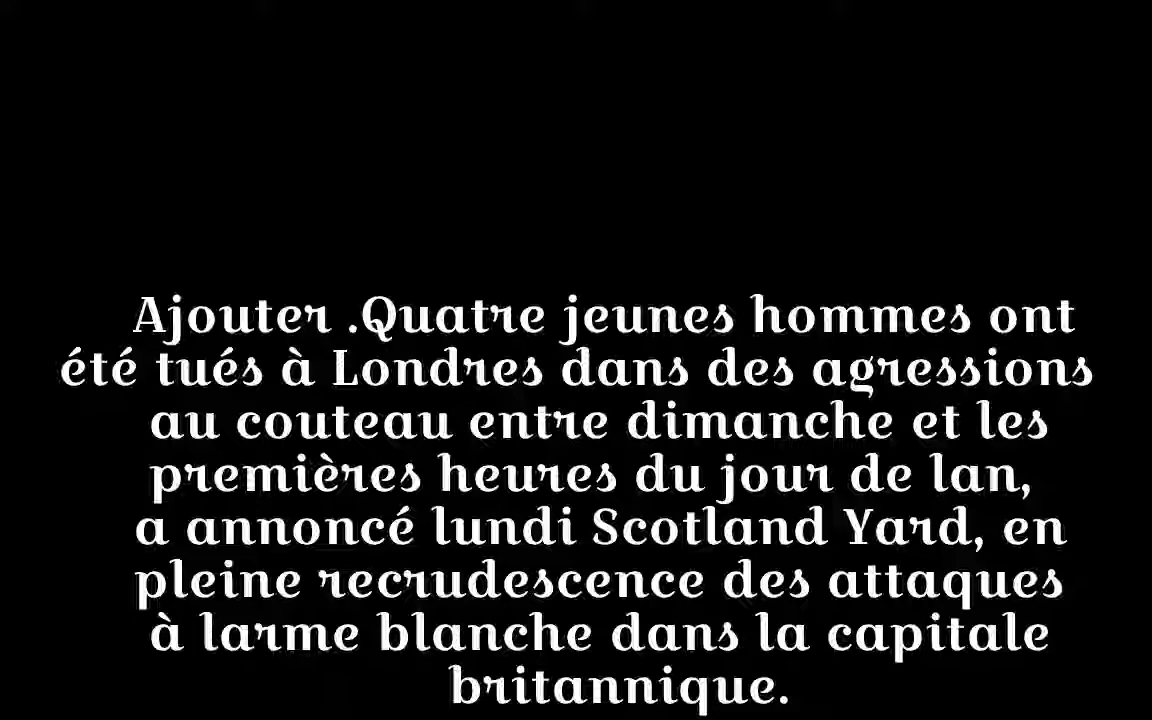 Ajouter .Quatre jeunes hommes ont
été tués à Londres dans des agressions
au couteau entre dimanche et les
premières heures du jour de lan,
a annoncé lundi Scotland Yard, en
pleine recrudescence des attaques
à larme blanche dans la capitale
britannique.